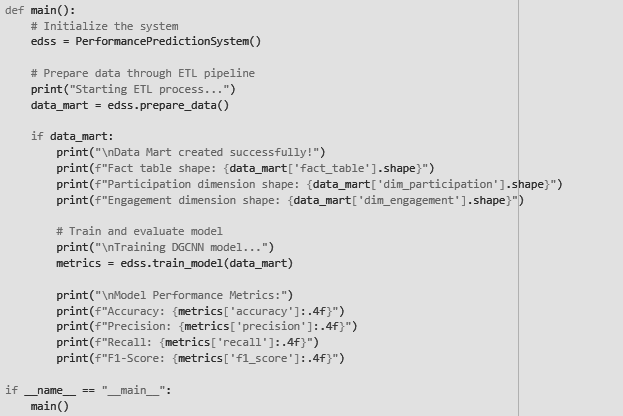 def main():
    # Initialize the system
    edss = PerformancePredictionSystem()

    # Prepare data through ETL pipeline
    print("Starting ETL process...")
    data_mart = edss.prepare_data()

    if data_mart:
        print("\nData Mart created successfully!")
        print(f"Fact table shape: {data_mart['fact_table'].shape}")
        print(f"Participation dimension shape: {data_mart['dim_participation'].shape}")
        print(f"Engagement dimension shape: {data_mart['dim_engagement'].shape}")

        # Train and evaluate model
        print("\nTraining DGCNN model...")
        metrics = edss.train_model(data_mart)

        print("\nModel Performance Metrics:")
        print(f"Accuracy: {metrics['accuracy']:.4f}")
        print(f"Precision: {metrics['precision']:.4f}")
        print(f"Recall: {metrics['recall']:.4f}")
        print(f"F1-Score: {metrics['f1_score']:.4f}")

if __name__ == "__main__":
    main()